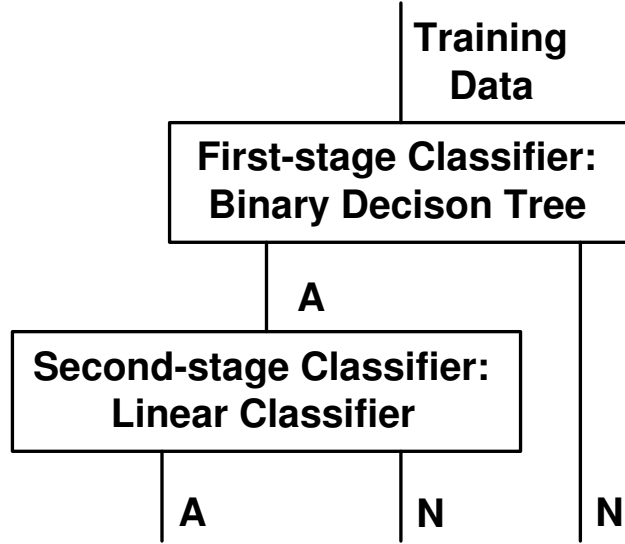 Training
Data
First-stage Classifier:
Binary Decison Tree
A
Second-stage Classifier:
Linear Classifier
A
N
N